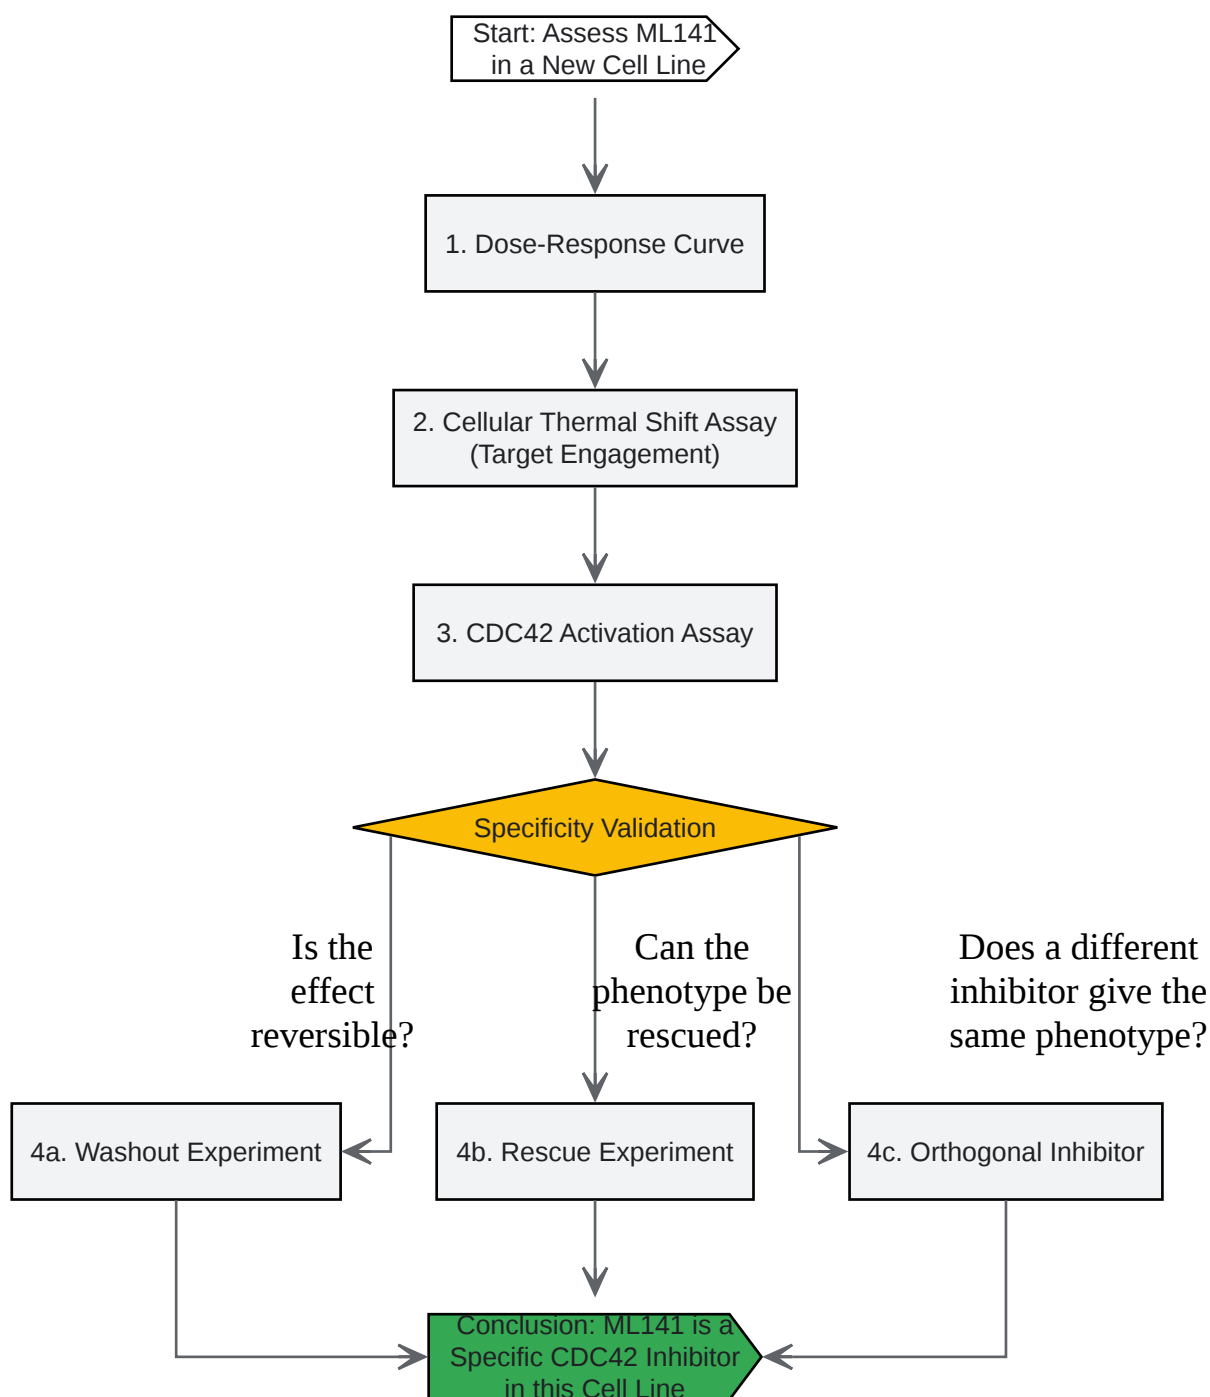 Start: Assess ML141
in a New Cell Line
1. Dose-Response Curve
2. Cellular Thermal Shift Assay
(Target Engagement)
3. CDC42 Activation Assay
Specificity Validation
Is the
effect
reversible?
Can the
phenotype be
rescued?
Does a different
inhibitor give the
same phenotype?
4a. Washout Experiment
4b. Rescue Experiment
4c. Orthogonal Inhibitor
Conclusion: ML141 is a
Specific CDC42 Inhibitor
in this Cell Line